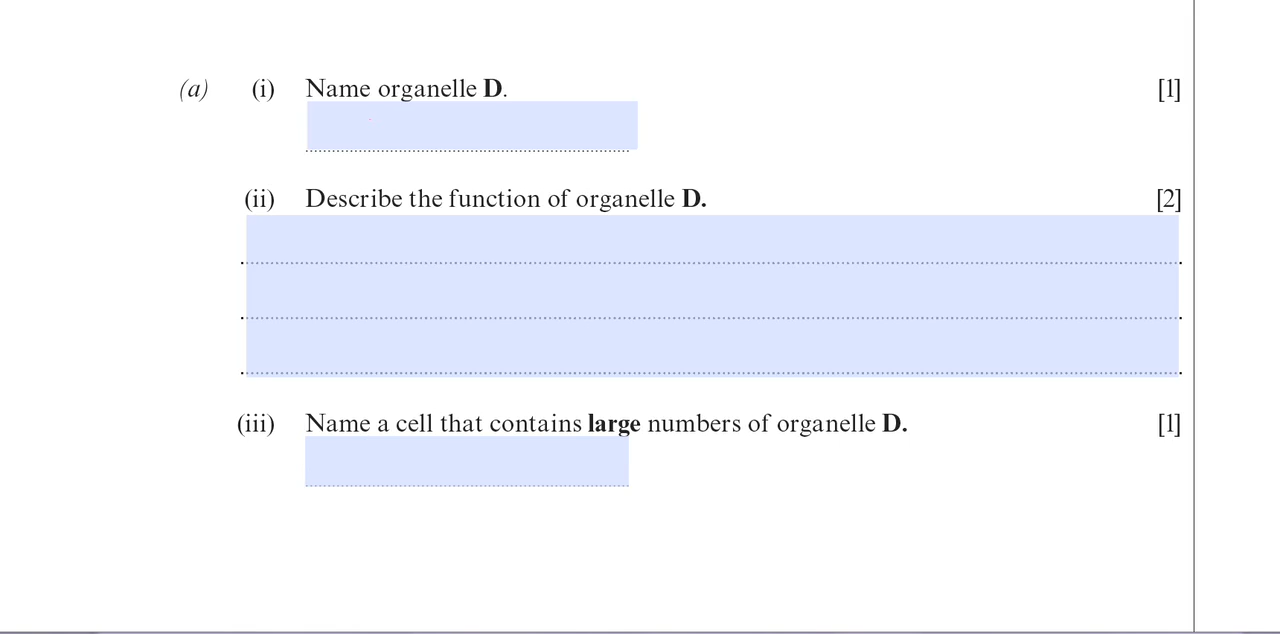 (a) (i) Name organelle D. [1]
(ii) Describe the function of organelle D. [2]
(iii) Name a cell that contains large numbers of organelle D. [1]